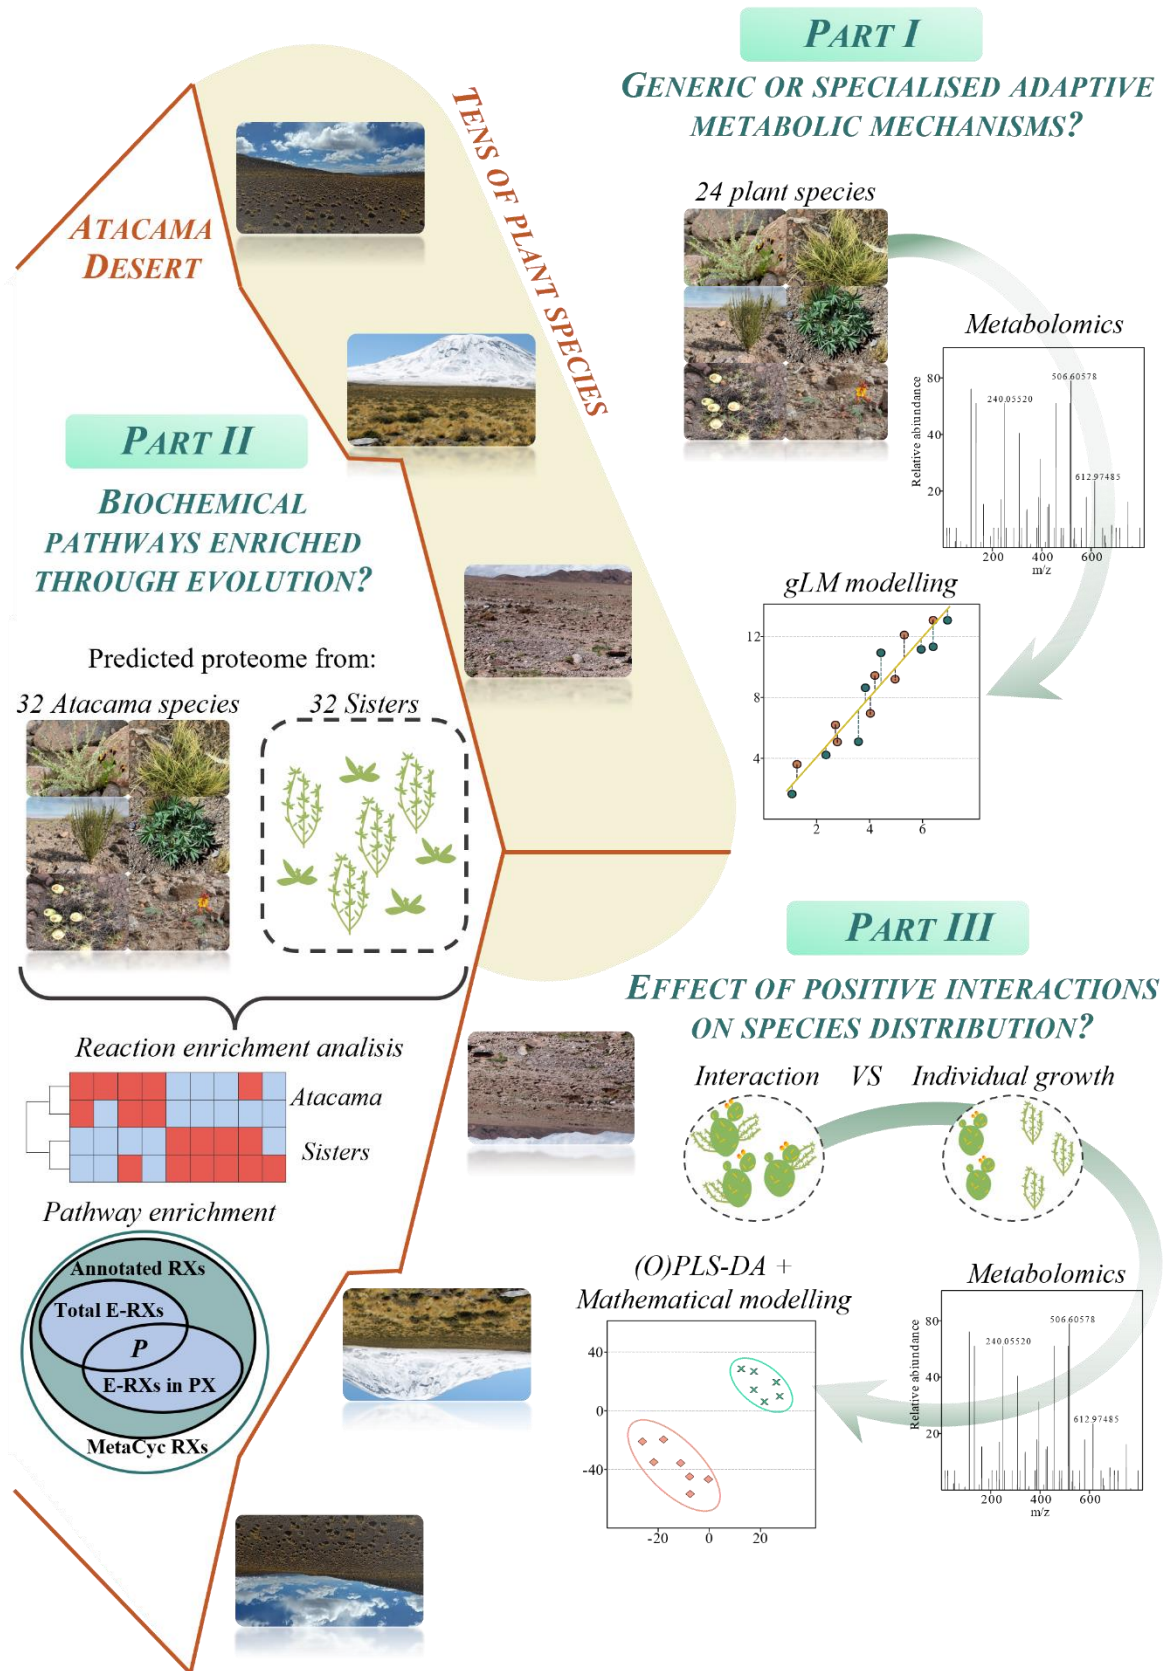 PART I
GENERIC OR SPECIALISED ADAPTIVE
METABOLIC MECHANISMS?
24 plant species
Metabolomics
Relative abiundance
80
40
20
506.60578
240.05520
612.97485
200
400
600
m/z
gLM modelling
12
8
4
2
4
6
TENS OF PLANT SPECIES
ATACAMA
DESERT
PART II
BIOCHEMICAL
PATHWAYS ENRICHED
THROUGH EVOLUTION?
Predicted proteome from:
32 Atacama species
32 Sisters
Reaction enrichment analisis
Atacama
Sisters
Pathway enrichment
Annotated RXs
Total E-RXs
P
E-RXs in PX
MetaCyc RXs
PART III
EFFECT OF POSITIVE INTERACTIONS
ON SPECIES DISTRIBUTION?
Interaction VS Individual growth
(O)PLS-DA +
Mathematical modelling
40
0
-40
-20
0
20
Metabolomics
Relative abiundance
80
40
20
506.60578
240.05520
612.97485
200
400
600
m/z